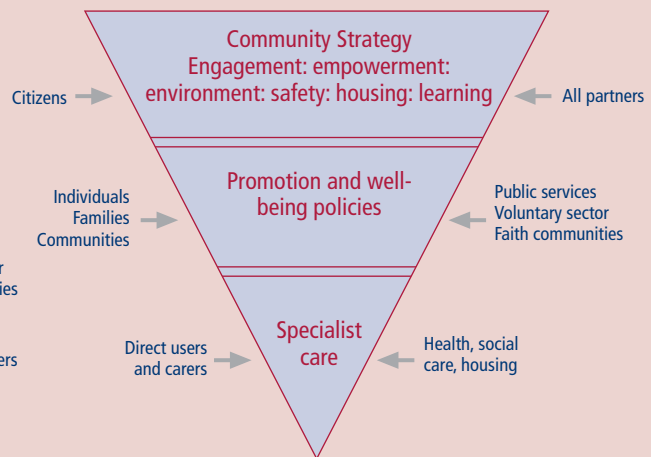 Community Strategy
Engagement: empowerment:
environment: safety: housing: learning
Citizens
All partners
Promotion and well-
being policies
Individuals
Families
Communities
Public services
Voluntary sector
Faith communities
Specialist
care
Direct users
and carers
Health, social
care, housing